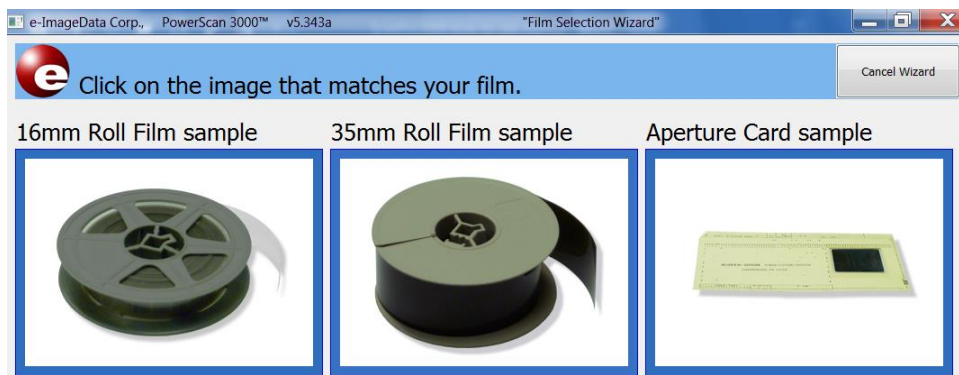 e-ImageData Corp., PowerScan 3000™ v5.343a "Film Selection Wizard"
e Click on the image that matches your film.
Cancel Wizard
16mm Roll Film sample
35mm Roll Film sample
Aperture Card sample